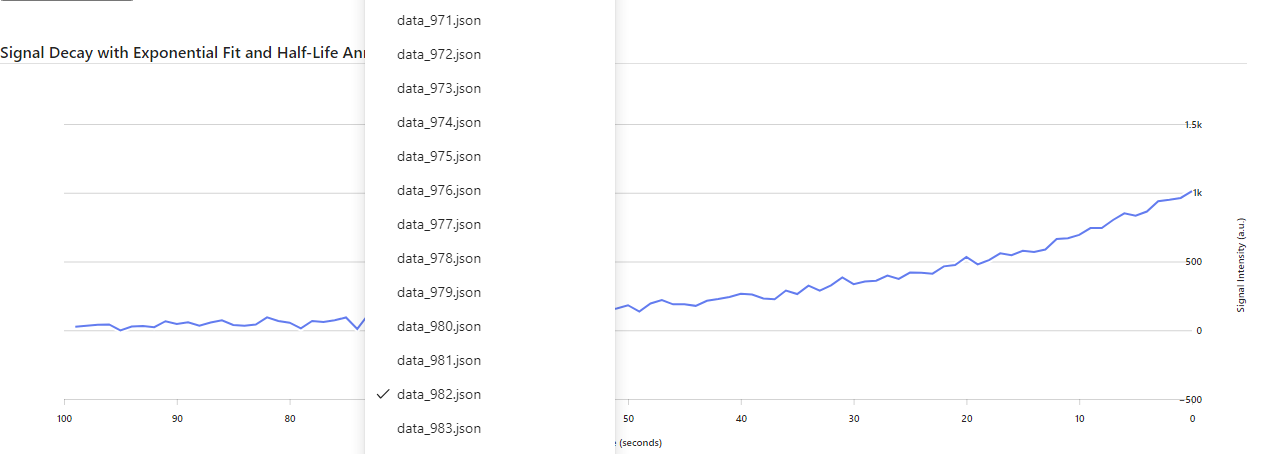 data_971.json
Signal Decay with Exponential Fit and Half-Life
data_972.json
data_973.json
data_974.json
1.5k
data_975.json
data_976.json
1k
data_977.json
data_978.json
500
data_979.json
Signal Intensity (a.u.)
data_980.json
0
data_981.json
data_982.json
−500
data_983.json
100
90
80
50
40
30
20
10
0
(seconds)